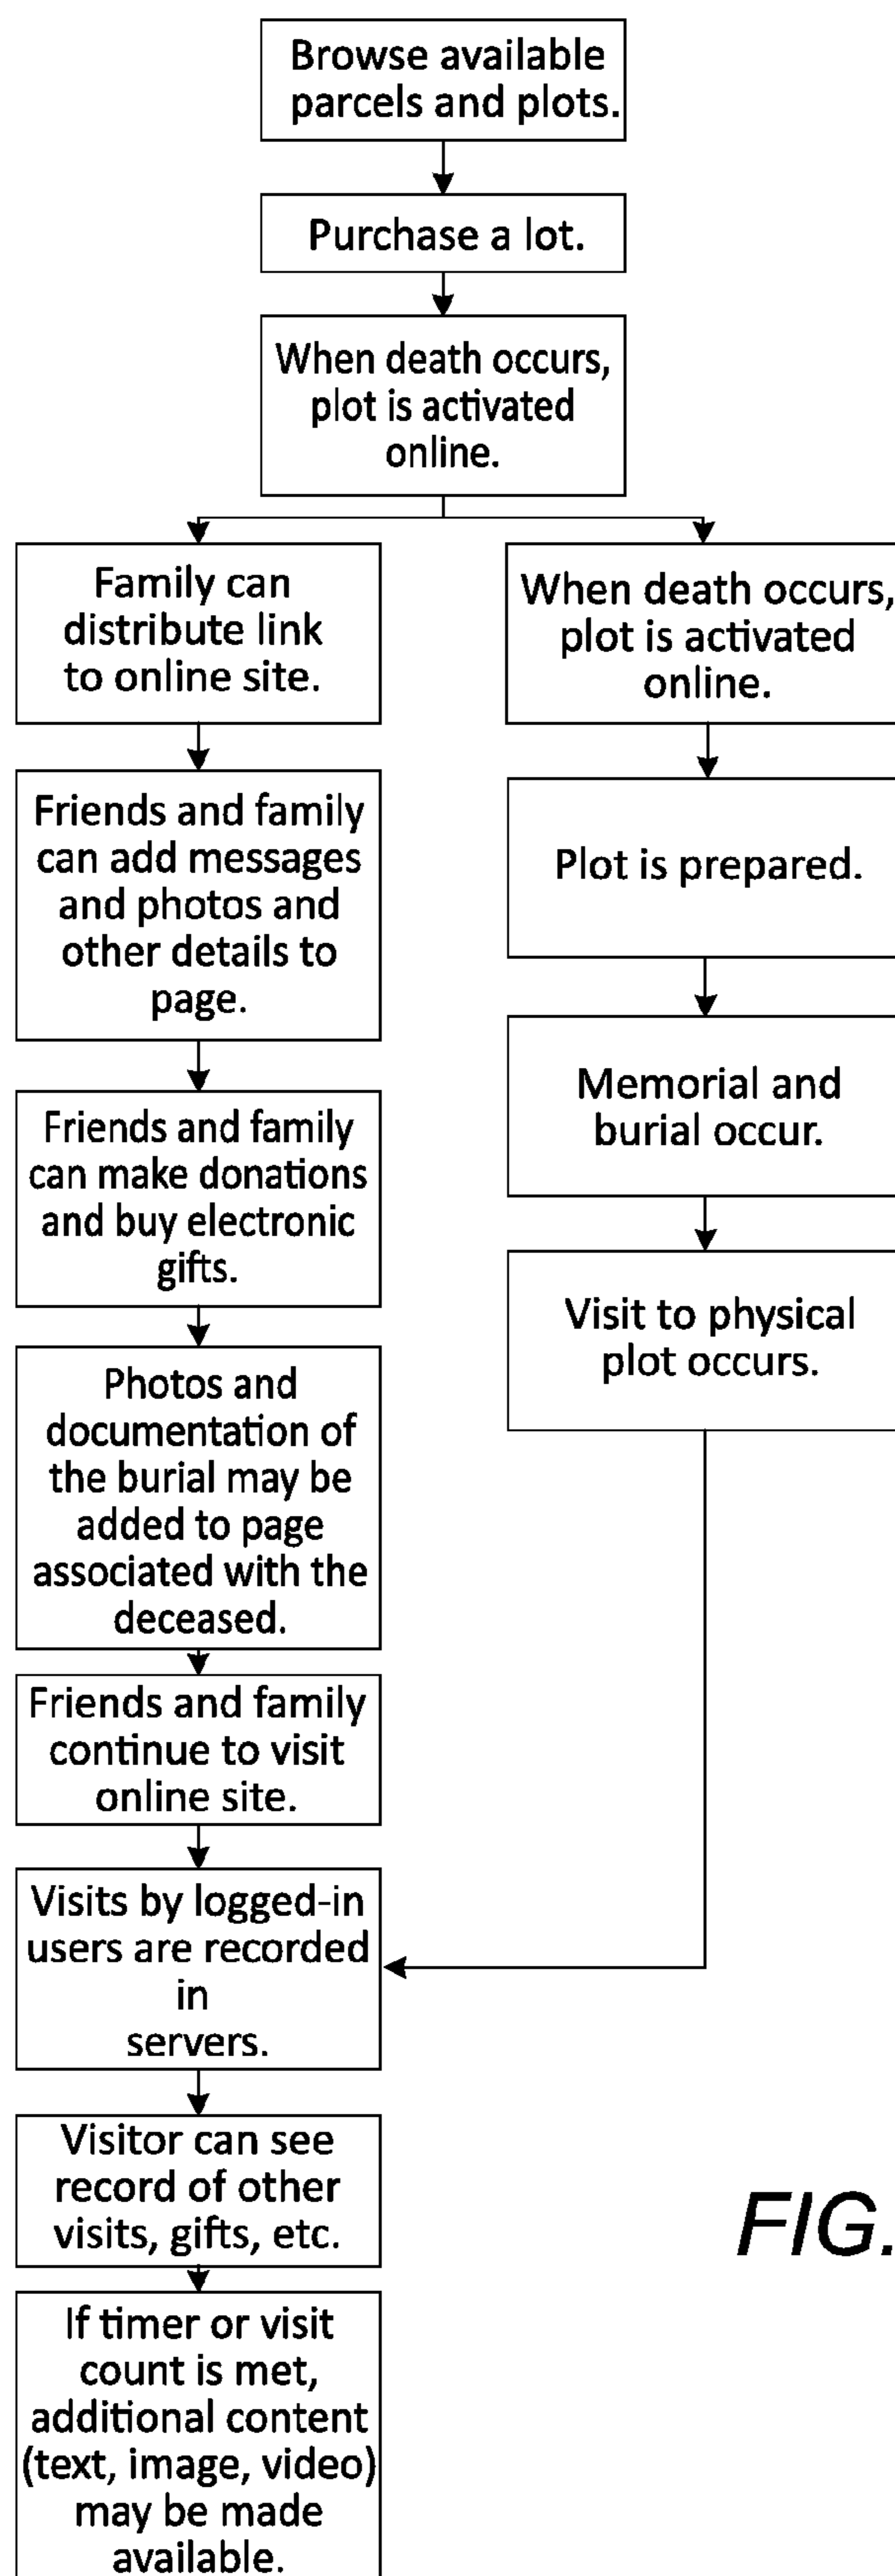 Browse available
parcels and plots.
Purchase a lot.
When death occurs,
plot is activated
online.
Family can
distribute link
to online site.
Friends and family
can add messages
and photos and
other details to
page.
Friends and family
can make donations
and buy electronic
gifts.
Photos and
documentation of
the burial may be
added to page
associated with the
deceased.
Friends and family
continue to visit
online site.
When death occurs,
plot is activated
online.
Plot is prepared.
Memorial and
burial occur.
Visit to physical
plot occurs.
Visits by logged-in
users are recorded
in
servers.
Visitor can see
record of other
visits, gifts, etc.
If timer or visit
count is met,
additional content
(text, image, video)
may be made
available.
FIG.